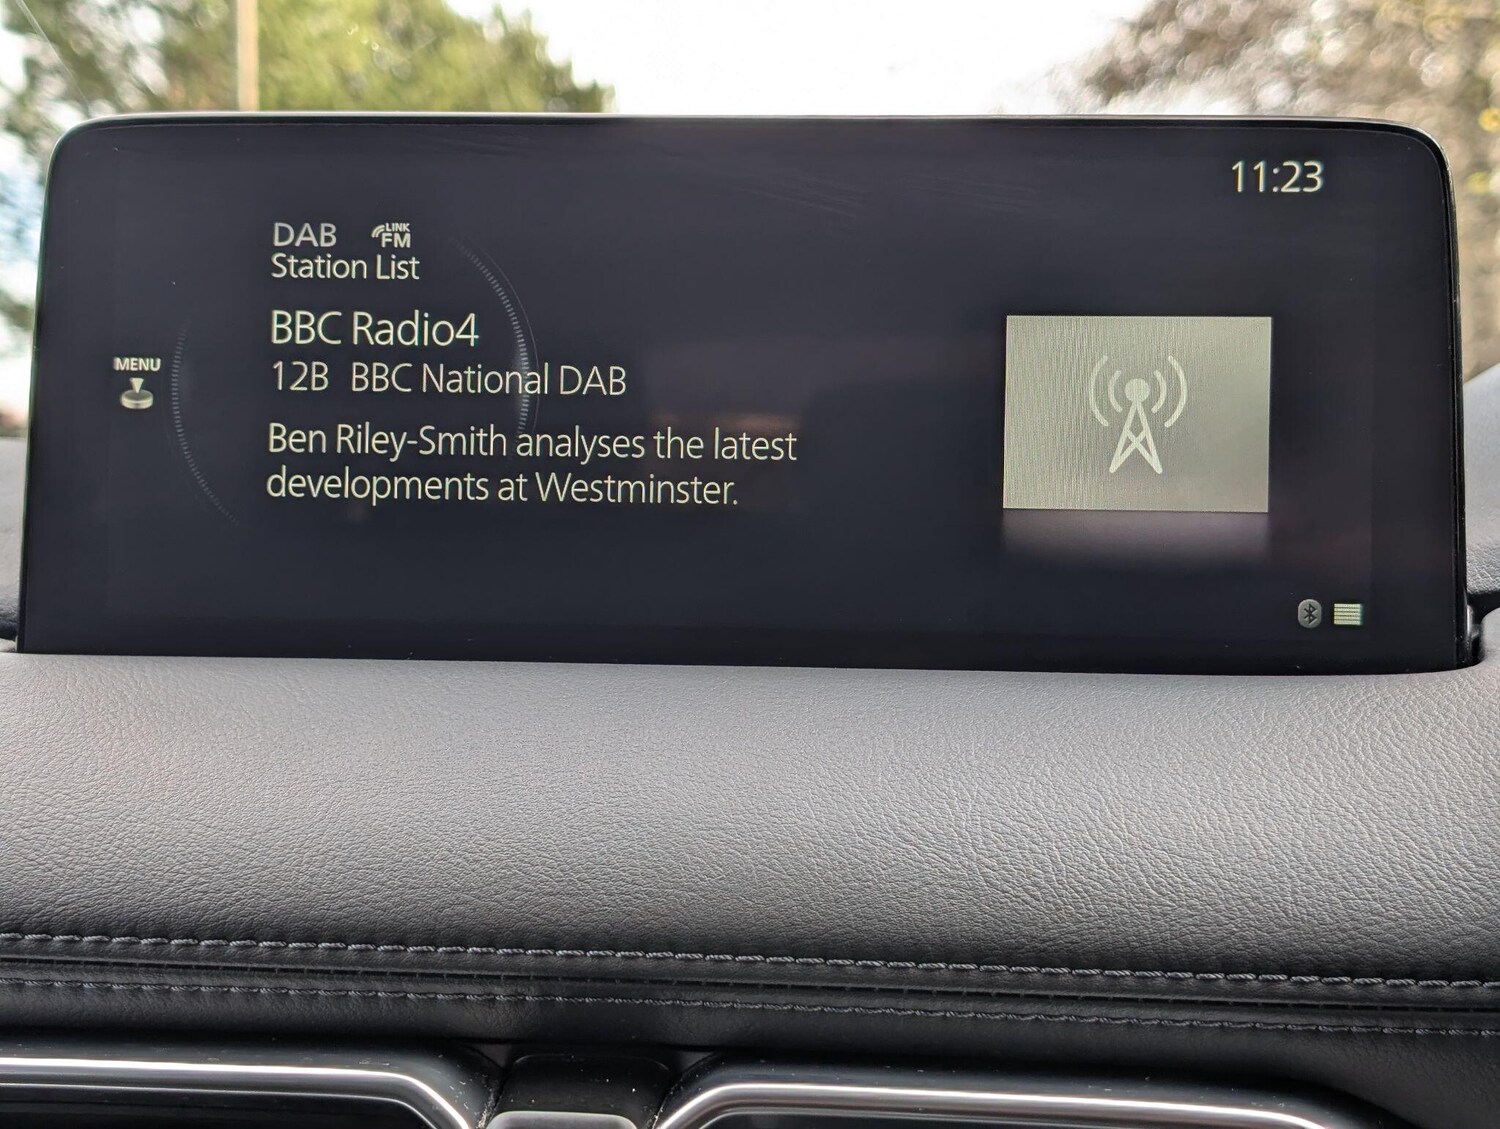 11:23
DAB LINK FM
Station List
BBC Radio4
12B BBC National DAB
MENU
Ben Riley-Smith analyses the latest
developments at Westminster.